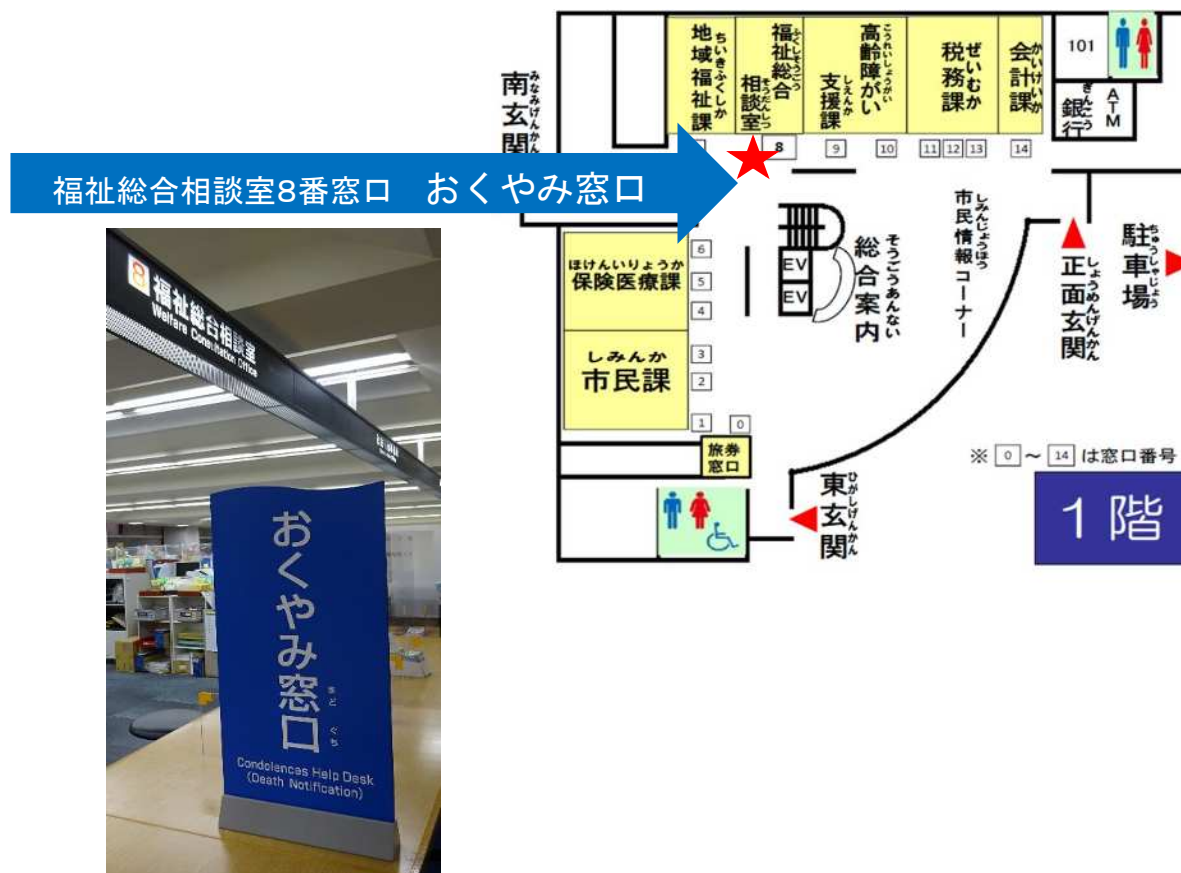 南玄関
みなみげんかん
福祉総合相談室8番窓口 おくやみ窓口
地域福祉課
ちいきふくしか
福祉総合
ふくしそうごう
相談室
そうだんしつ
高齢障がい
こうれいしょうがい
支援課
しえんか
税務課
ぜいむか
会計課
かいけいか
101
銀行
ぎんこう
ATM
8
9
10
11 12 13
14
ほけんいりょうか
保険医療課
6
5
4
しみんか
市民課
3
2
1
0
旅券
窓口
EV
EV
総合案内
そうごうあんない
市民情報コーナー
しみんじょうほう
正面玄関
しょうめんげんかん
駐車場
ちゅうしゃじょう
東玄関
ひがしげんかん
※ 0 ~ 14 は窓口番号
1階
8 福祉総合相談室
Welfare Consultation Office
おくやみ窓口
まど ぐち
Condolences Help Desk
(Death Notification)